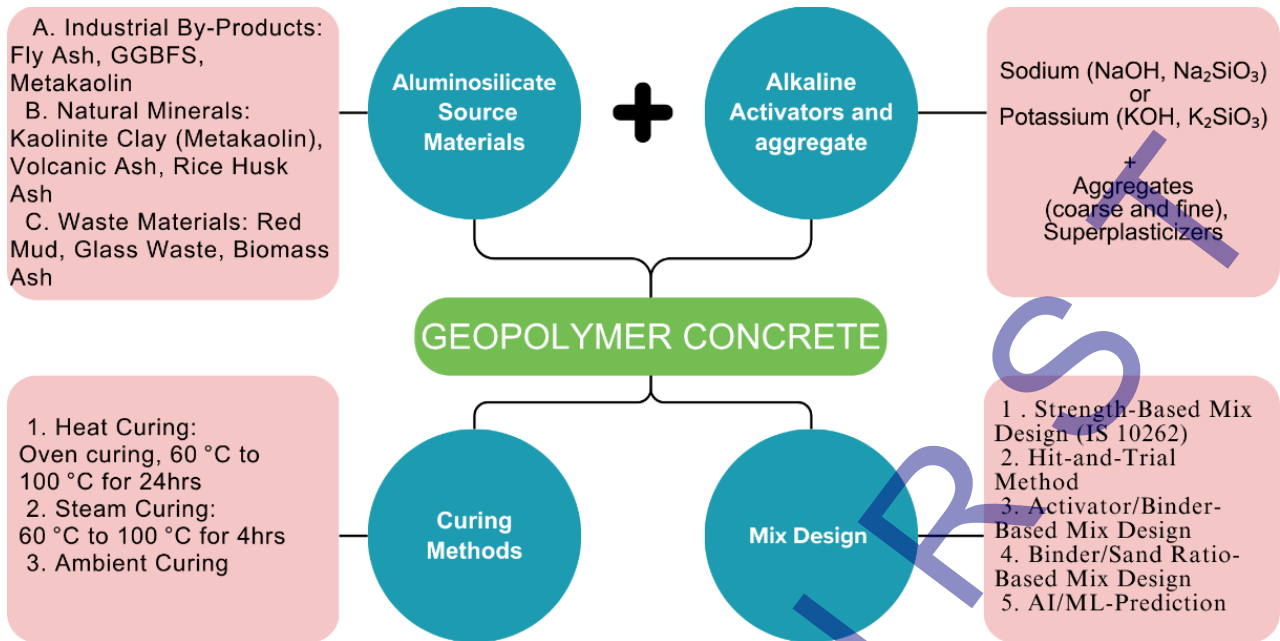 A. Industrial By-Products:
Fly Ash, GGBFS,
Metakaolin
B. Natural Minerals:
Kaolinite Clay (Metakaolin),
Volcanic Ash, Rice Husk
Ash
C. Waste Materials: Red
Mud, Glass Waste, Biomass
Ash
Aluminosilicate
Source
Materials
+
Alkaline
Activators and
aggregate
Sodium (NaOH, Na₂SiO₃)
or
Potassium (KOH, K₂SiO₃)
+
Aggregates
(coarse and fine),
Superplasticizers
GEOPOLYMER CONCRETE
1. Heat Curing:
Oven curing, 60 °C to
100 °C for 24hrs
2. Steam Curing:
60 °C to 100 °C for 4hrs
3. Ambient Curing
Curing
Methods
Mix Design
1 . Strength-Based Mix
Design (IS 10262)
2. Hit-and-Trial
Method
3. Activator/Binder-
Based Mix Design
4. Binder/Sand Ratio-
Based Mix Design
5. AI/ML-Prediction
R S T